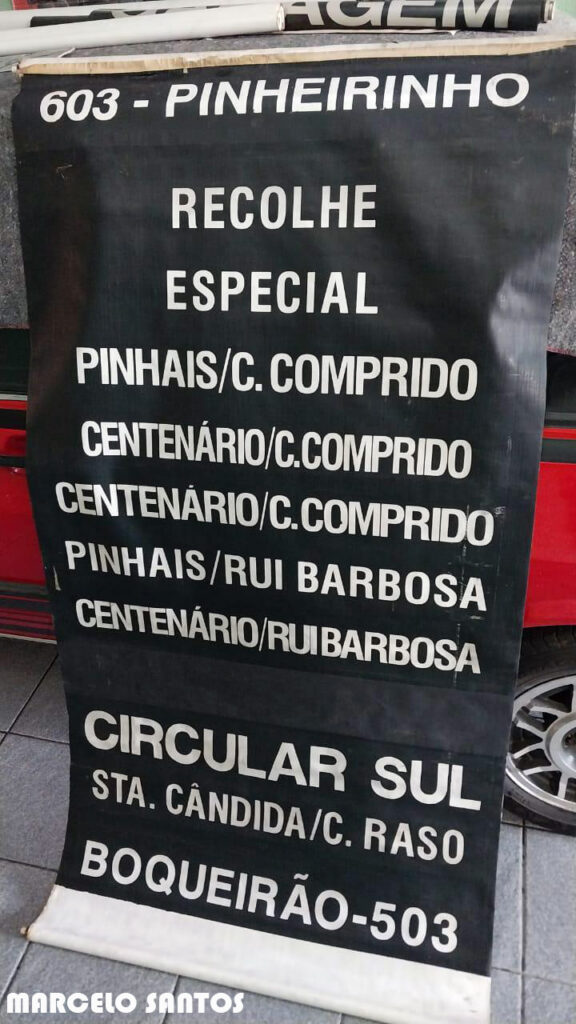 603 - PINHEIRINHO
RECOLHE
ESPECIAL
PINHAIS/C. COMPRIDO
CENTENÁRIO/C.COMPRIDO
CENTENÁRIO/C.COMPRIDO
PINHAIS/RUI BARBOSA
CENTENÁRIO/RUI BARBOSA
CIRCULAR SUL
STA. CÂNDIDA/C. RASO
BOQUEIRÃO-503
MARCELO SANTOS